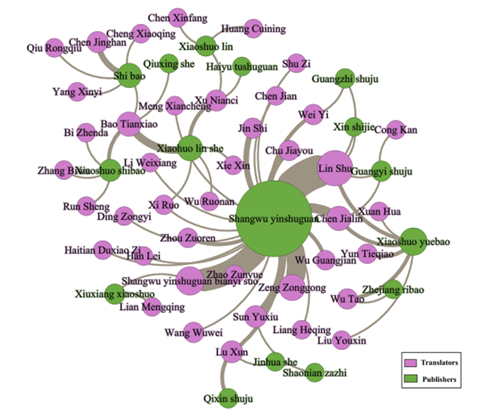 Chen Xinfang
Cheng Xiaoqing
Huang Cuining
Chen Jinghan
Qiu Rongqiu
Xiaoshuo lin
Qiuxing she
Haiyu tushuguan
Shu Zi
Shi bao
Guangzhi shuju
Yang Xinyi
Chen Jian
Meng Xiancheng
Xu Nianci
Wei Yi
Bao Tianxiao
Jin Shi
Xin shijie
Cong Kan
Bi Zhenda
Xiaohuo lin she
Chu Jiayou
Li Weixiang
Xie Xin
Lin Shu
Guangyi shuju
Zhang
Xiaoshuo shibao
Xi Ruo
Wu Ruonan
Run Sheng
Ding Zongyi
Shangwu yinshuguan
Chen Jialin
Xuan Hua
Zhou Zuoren
Xiaoshuo yuebao
Haitian Duxiao Zi
Han Lei
Yun Tieqiao
Wu Guangjian
Zhao Zunyue
Shangwu yinshuguan bianyi suo
Zeng Zonggong
Zhejiang ribao
Xiuxiang xiaoshuo
Wu Tao
Lian Mengqing
Sun Yuxiu
Wang Wuwei
Liang Heqing
Liu Youxin
Lu Xun
Jinhua she
Shaonian zazhi
Qixin shuju
Translators
Publishers